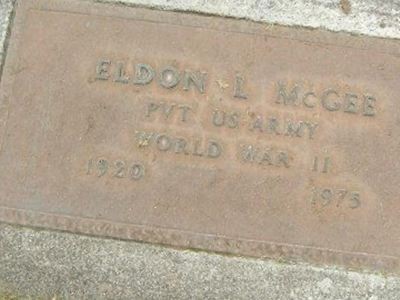 ELDON L McGEE
PVT US ARMY
WORLD WAR II
1920 1975